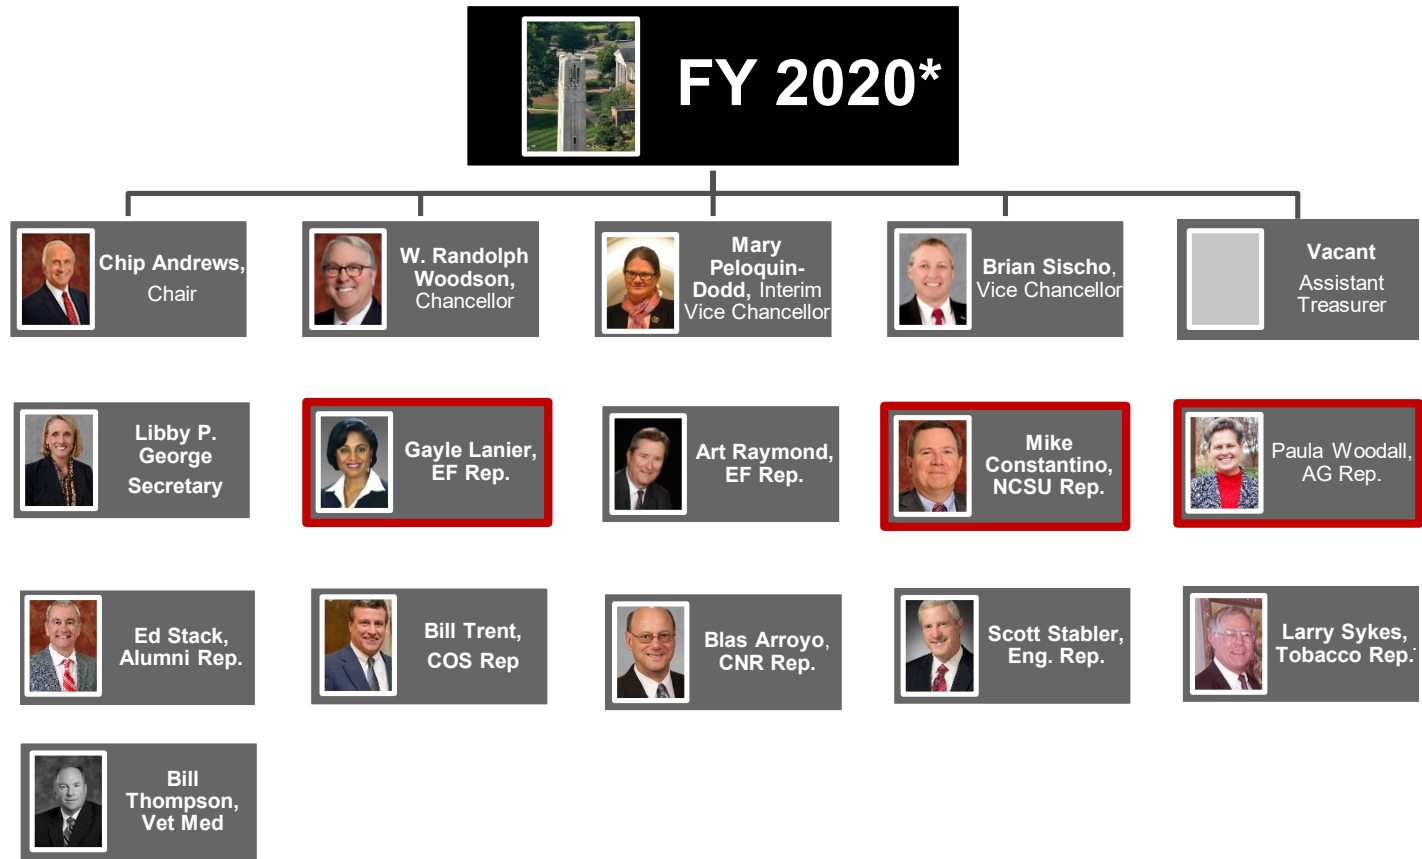 FY 2020*
Chip Andrews,
Chair
W. Randolph
Woodson,
Chancellor
Mary
Peloquin-
Dodd, Interim
Vice Chancellor
Brian Sischo,
Vice Chancellor
Vacant
Assistant
Treasurer
Libby P.
George
Secretary
Gayle Lanier,
EF Rep.
Art Raymond,
EF Rep.
Mike
Constantino,
NCSU Rep.
Paula Woodall,
AG Rep.
Ed Stack,
Alumni Rep.
Bill Trent,
COS Rep
Blas Arroyo,
CNR Rep.
Scott Stabler,
Eng. Rep.
Larry Sykes,
Tobacco Rep.
Bill
Thompson,
Vet Med